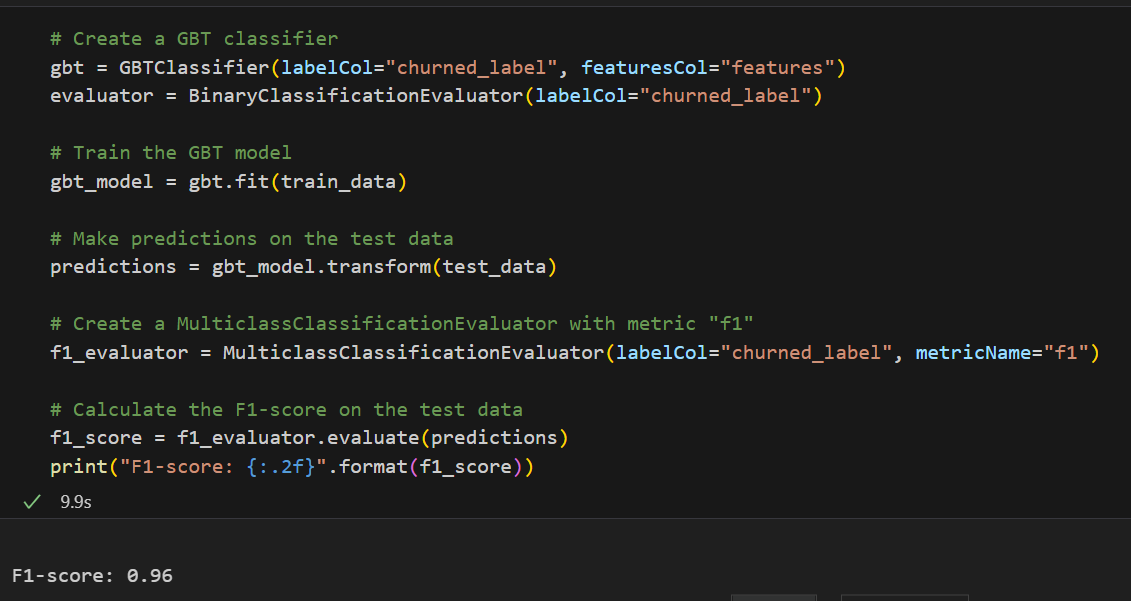 # Create a GBT classifier
gbt = GBTClassifier(labelCol="churned_label", featuresCol="features")
evaluator = BinaryClassificationEvaluator(labelCol="churned_label")
# Train the GBT model
gbt_model = gbt.fit(train_data)
# Make predictions on the test data
predictions = gbt_model.transform(test_data)
# Create a MulticlassClassificationEvaluator with metric "f1"
f1_evaluator = MulticlassClassificationEvaluator(labelCol="churned_label", metricName="f1")
# Calculate the F1-score on the test data
f1_score = f1_evaluator.evaluate(predictions)
print("F1-score: {:.2f}".format(f1_score))
9.9s
F1-score: 0.96